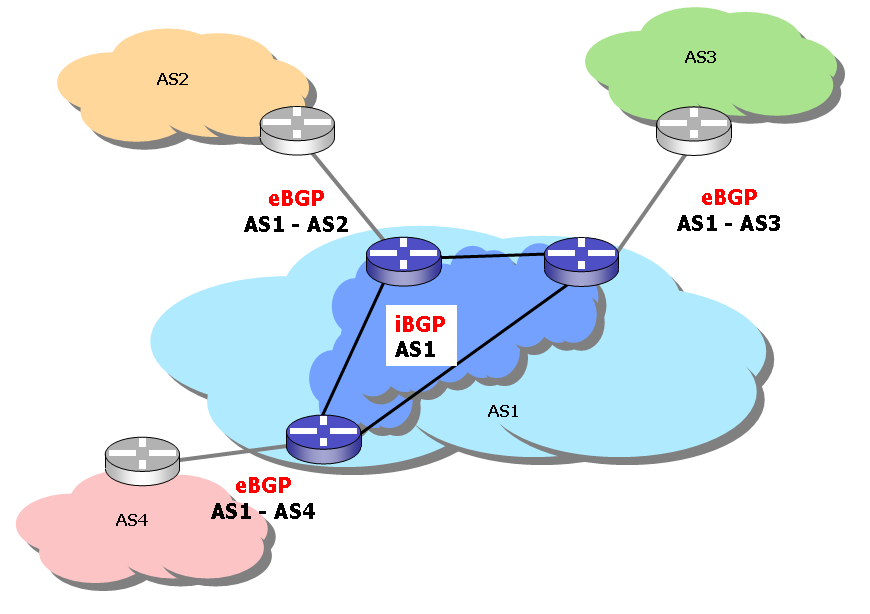 AS2
AS3
eBGP
AS1 - AS2
eBGP
AS1 - AS3
iBGP
AS1
AS1
eBGP
AS1 - AS4
AS4